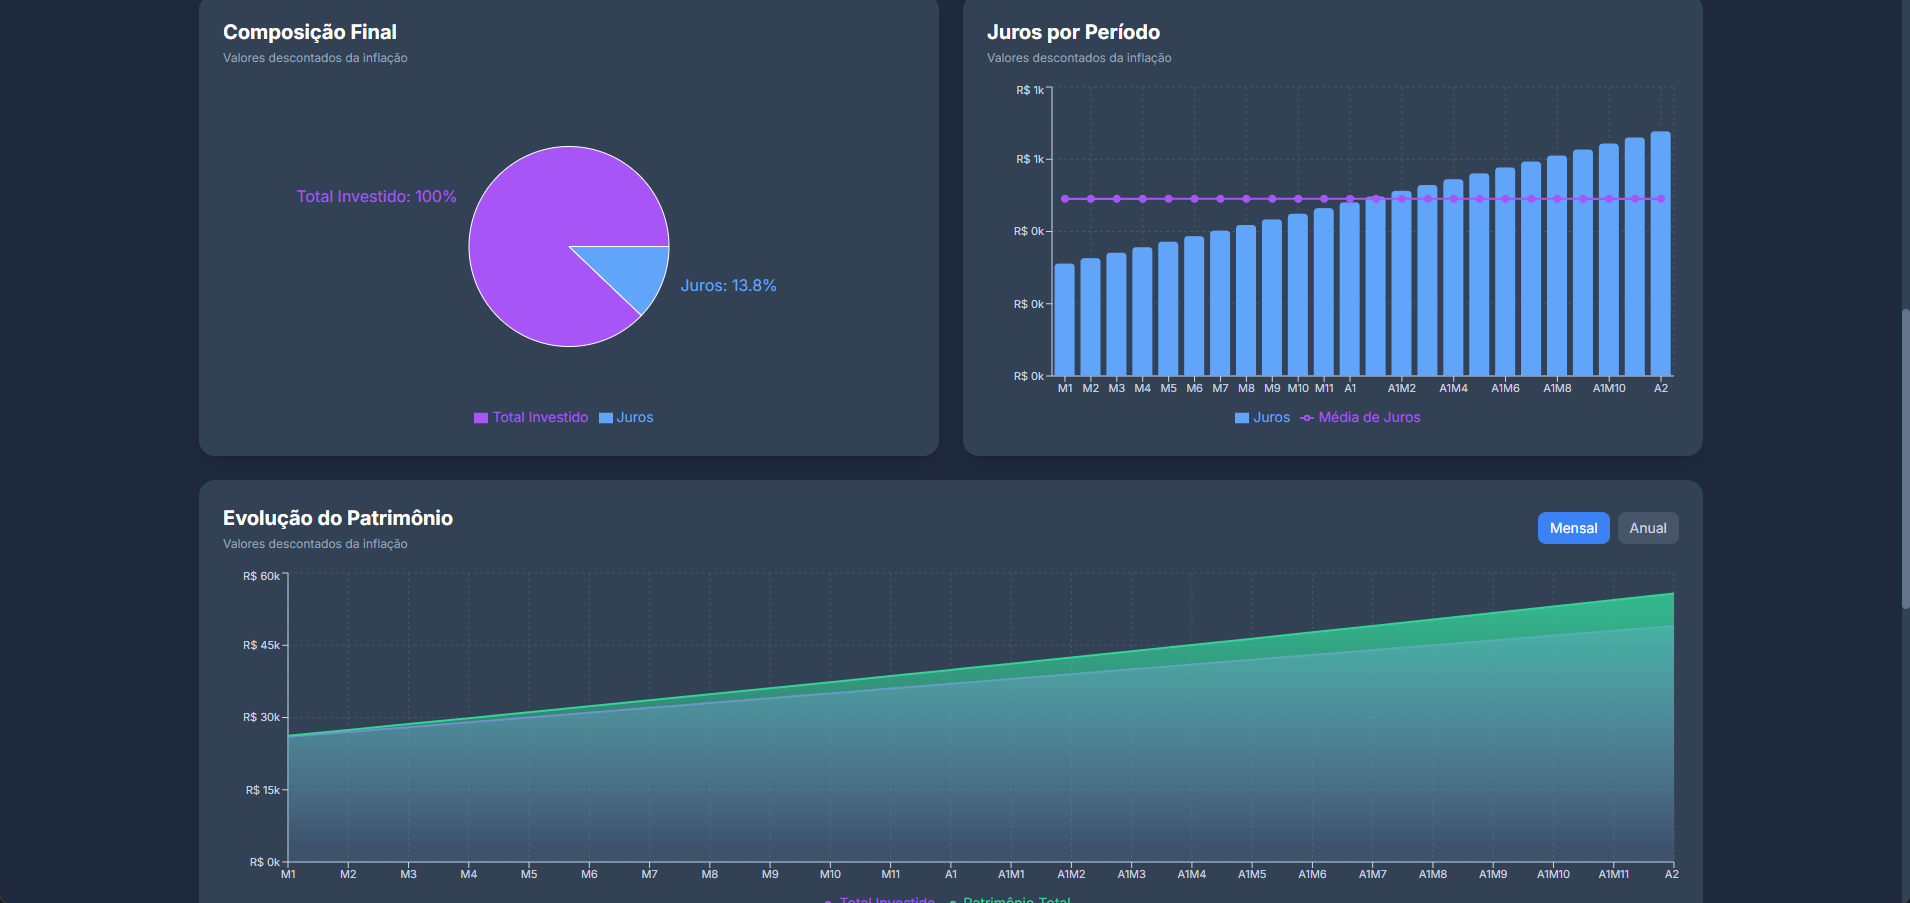 Composição Final
Valores descontados da inflação
Total Investido: 100%
Juros: 13.8%
Total Investido Juros
Juros por Período
Valores descontados da inflação
R$ 1k
R$ 1k
R$ 0k
R$ 0k
R$ 0k
M1 M2 M3 M4 M5 M6 M7 M8 M9 M10 M11 A1 A1M2 A1M4 A1M6 A1M8 A1M10 A2
Juros Média de Juros
Evolução do Patrimônio
Valores descontados da inflação
Mensal Anual
R$ 60k
R$ 45k
R$ 30k
R$ 15k
R$ 0k
M1 M2 M3 M4 M5 M6 M7 M8 M9 M10 M11 A1 A1M1 A1M2 A1M3 A1M4 A1M5 A1M6 A1M7 A1M8 A1M9 A1M10 A1M11 A2
Total Investido Patrimônio Total